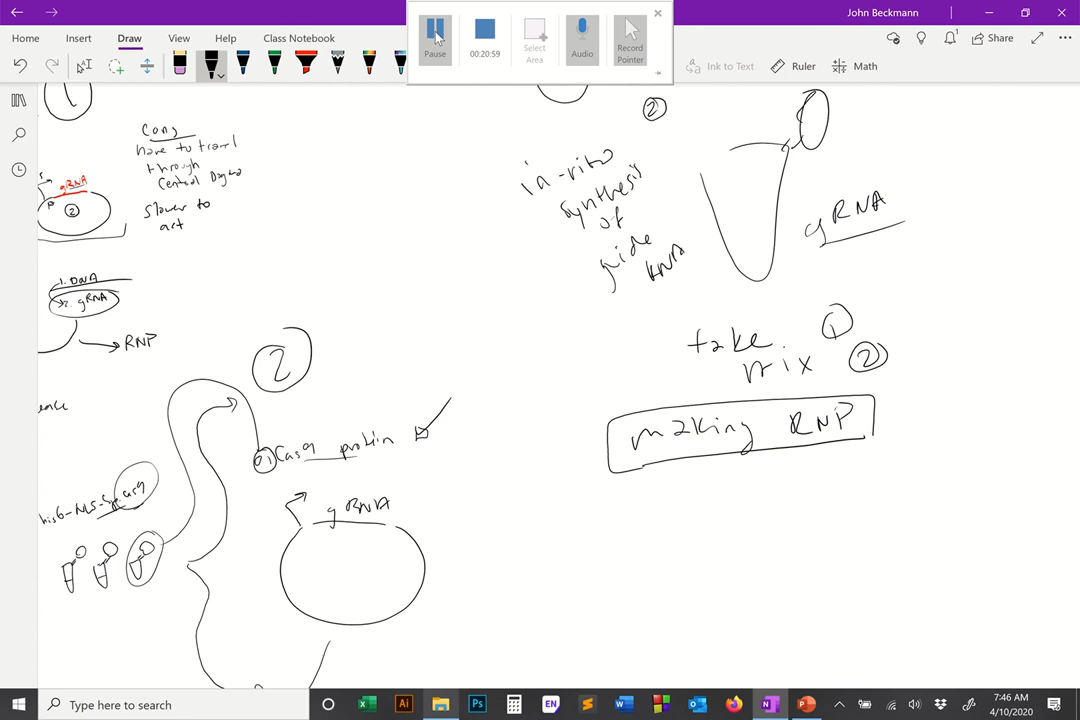 John Beckmann
Home
Insert
Draw
View
Help
Class Notebook
Pause
00:20:59
Select
Area
Audio
Record
Pointer
Share
Ink to Text
Ruler
Math
1
Cons
have to travel
through
Central Dogma
slower to
act
gRNA
P
2
1. DNA
2. gRNA
RNP
2
01
Cas9 protein
gRNA
his6-NLS-
2
in-vitro
synthesis
of
guide
RNA
gRNA
take 1
mix 2
making RNP
Type here to search
EN
7:46 AM
4/10/2020